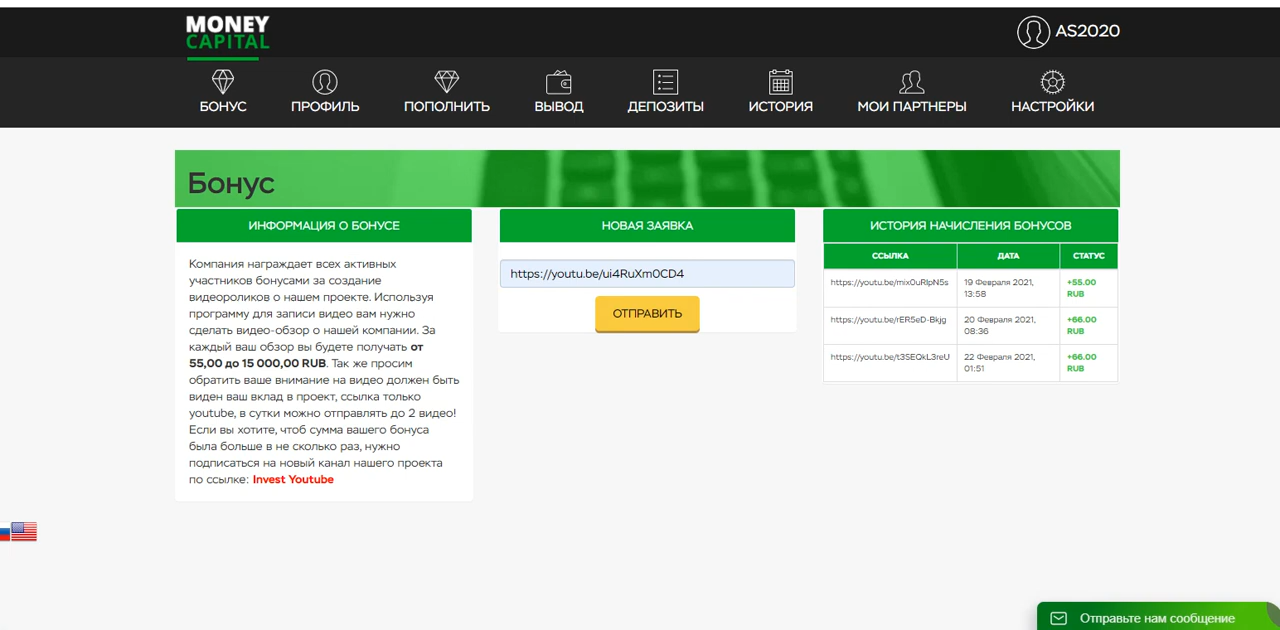 MONEY
CAPITAL
AS2020
БОНУС
ПРОФИЛЬ
ПОПОЛНИТЬ
ВЫВОД
ДЕПОЗИТЫ
ИСТОРИЯ
МОИ ПАРТНЕРЫ
НАСТРОЙКИ
Бонус
ИНФОРМАЦИЯ О БОНУСЕ
Компания награждает всех активных
участников бонусами за создание
видеороликов о нашем проекте. Используя
программу для записи видео вам нужно
сделать видео-обзор о нашей компании. За
каждый ваш обзор вы будете получать от
55,00 до 15 000,00 RUB. Так же просим
обратить ваше внимание на видео должен быть
виден ваш вклад в проект, ссылка только
youtube, в сутки можно отправлять до 2 видео!
Если вы хотите, чтоб сумма вашего бонуса
была больше в не сколько раз, нужно
подписаться на новый канал нашего проекта
по ссылке: Invest Youtube
НОВАЯ ЗАЯВКА
https://youtu.be/ui4RuXm0CD4
ОТПРАВИТЬ
ИСТОРИЯ НАЧИСЛЕНИЯ БОНУСОВ
ССЫЛКА ДАТА СТАТУС
https://youtu.be/mix0uRlpN5s 19 Февраля 2021, +55.00
13:58 RUB
https://youtu.be/rER5eD-Bkjg 20 Февраля 2021, +66.00
08:36 RUB
https://youtu.be/t3SEQkL3reU 22 Февраля 2021, +66.00
01:51 RUB
Отправьте нам сообщение